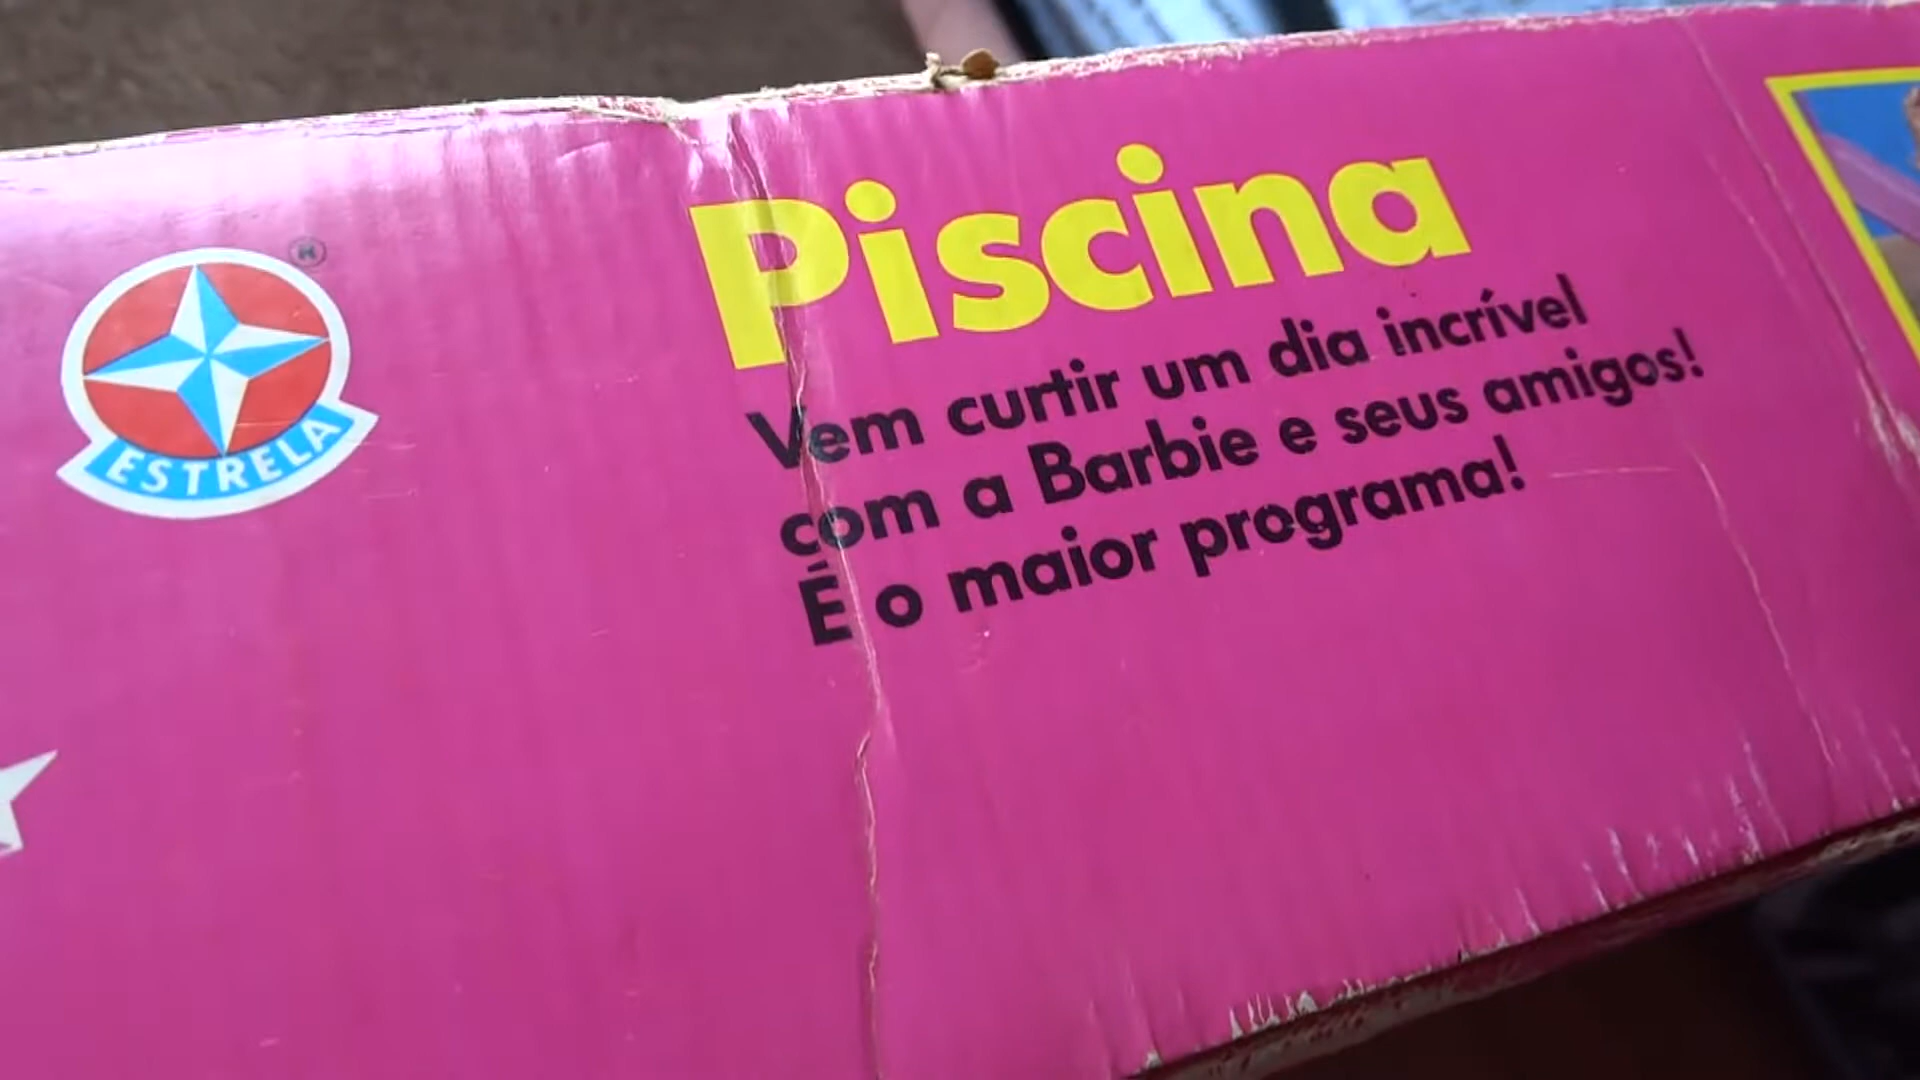 ESTRELA
Piscina
Vem curtir um dia incrível
com a Barbie e seus amigos!
É o maior programa!